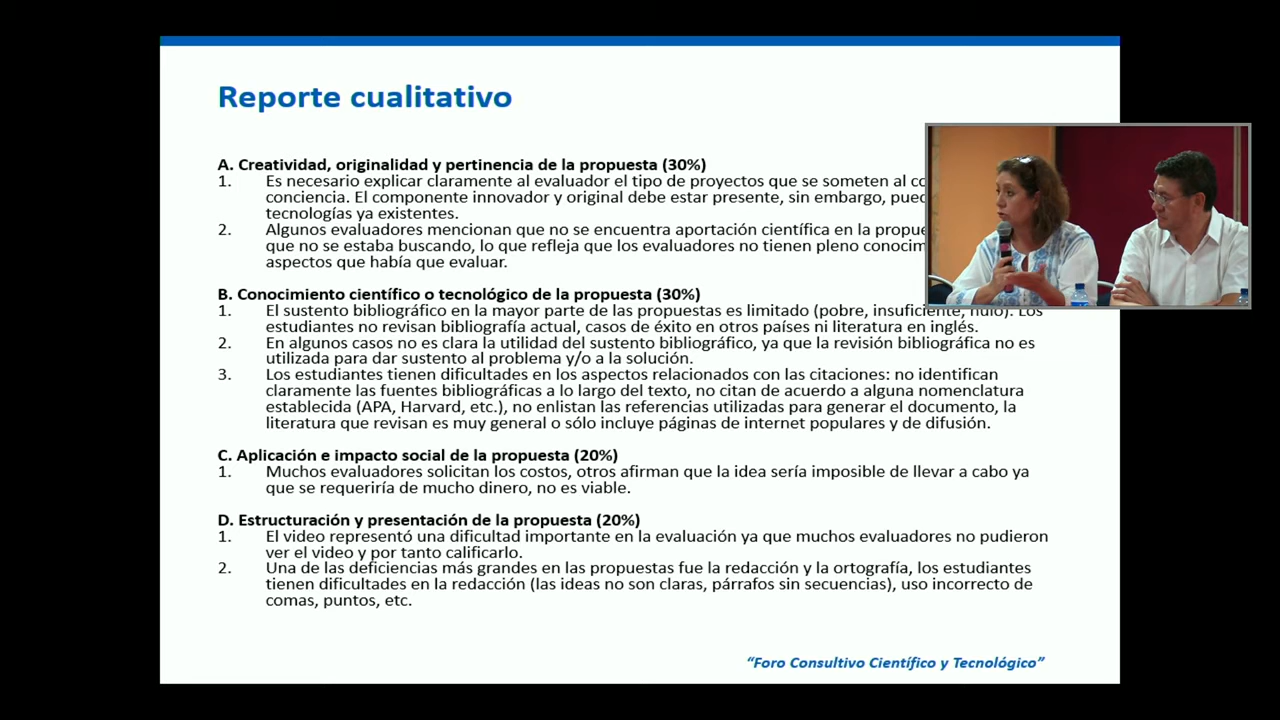 Reporte cualitativo
A. Creatividad, originalidad y pertinencia de la propuesta (30%)
1. Es necesario explicar claramente al evaluador el tipo de proyectos que se someten al
conciencia. El componente innovador y original debe estar presente, sin embargo,
tecnologías ya existentes.
2. Algunos evaluadores mencionan que no se encuentra aportación científica en la
que no se estaba buscando, lo que refleja que los evaluadores no tienen pleno
aspectos que había que evaluar.
B. Conocimiento científico o tecnológico de la propuesta (30%)
1. El sustento bibliográfico en la mayor parte de las propuestas es limitado (pobre, insuficiente, nulo). Los
estudiantes no revisan bibliografía actual, casos de éxito en otros países ni literatura en inglés.
2. En algunos casos no es clara la utilidad del sustento bibliográfico, ya que la revisión bibliográfica no es
utilizada para dar sustento al problema y/o a la solución.
3. Los estudiantes tienen dificultades en los aspectos relacionados con las citaciones: no identifican
claramente las fuentes bibliográficas a lo largo del texto, no citan de acuerdo a alguna nomenclatura
establecida (APA, Harvard, etc.), no enlistan las referencias utilizadas para generar el documento, la
literatura que revisan es muy general o sólo incluye páginas de internet populares y de difusión.
C. Aplicación e impacto social de la propuesta (20%)
1. Muchos evaluadores solicitan los costos, otros afirman que la idea sería imposible de llevar a cabo ya
que se requeriría de mucho dinero, no es viable.
D. Estructuración y presentación de la propuesta (20%)
1. El video representó una dificultad importante en la evaluación ya que muchos evaluadores no pudieron
ver el video y por tanto calificarlo.
2. Una de las deficiencias más grandes en las propuestas fue la redacción y la ortografía, los estudiantes
tienen dificultades en la redacción (las ideas no son claras, párrafos sin secuencias), uso incorrecto de
comas, puntos, etc.
“Foro Consultivo Científico y Tecnológico”